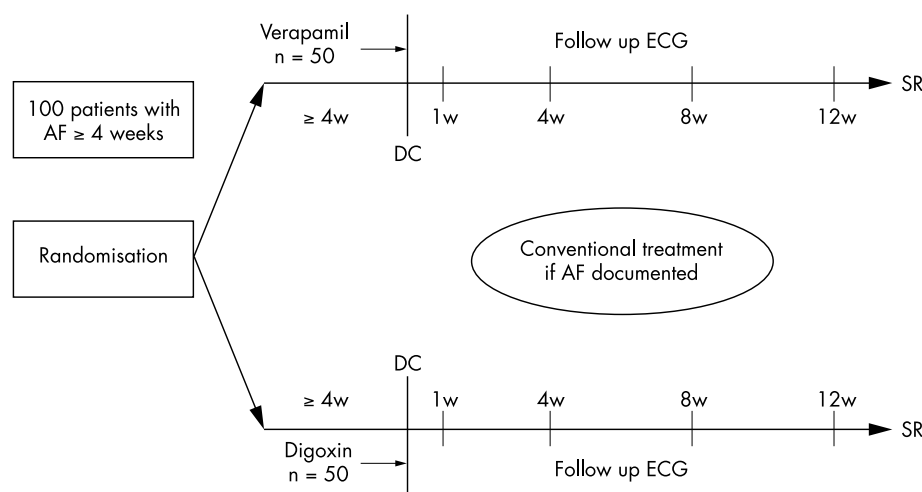 Verapamil
n = 50
Follow up ECG
SR
100 patients with
AF ≥ 4 weeks
≥ 4w
1w
4w
8w
12w
DC
Randomisation
Conventional treatment
if AF documented
DC
≥ 4w
1w
4w
8w
12w
SR
Digoxin
n = 50
Follow up ECG